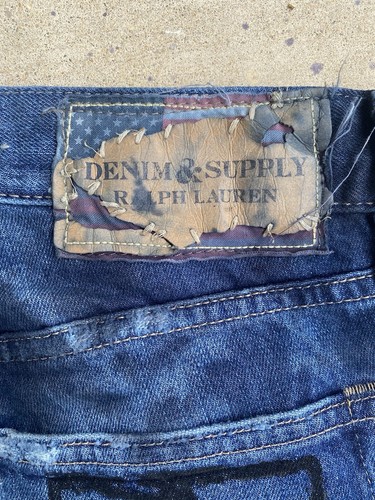 DENIM & SUPPLY
RALPH LAUREN